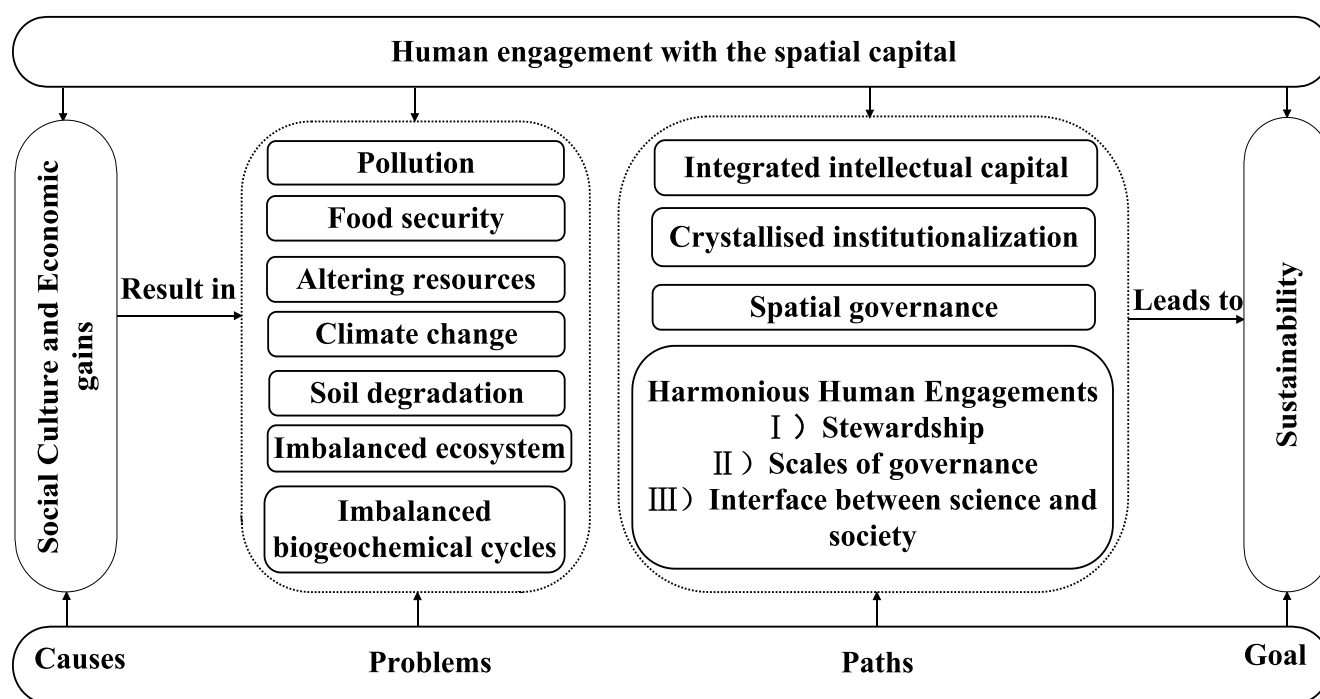 Human engagement with the spatial capital
Social Culture and Economic
gains
Result in
Pollution
Food security
Altering resources
Climate change
Soil degradation
Imbalanced ecosystem
Imbalanced
biogeochemical cycles
Integrated intellectual capital
Crystallised institutionalization
Spatial governance
Harmonious Human Engagements
Ⅰ）Stewardship
Ⅱ）Scales of governance
Ⅲ）Interface between science and
society
Leads to
Sustainability
Causes
Problems
Paths
Goal